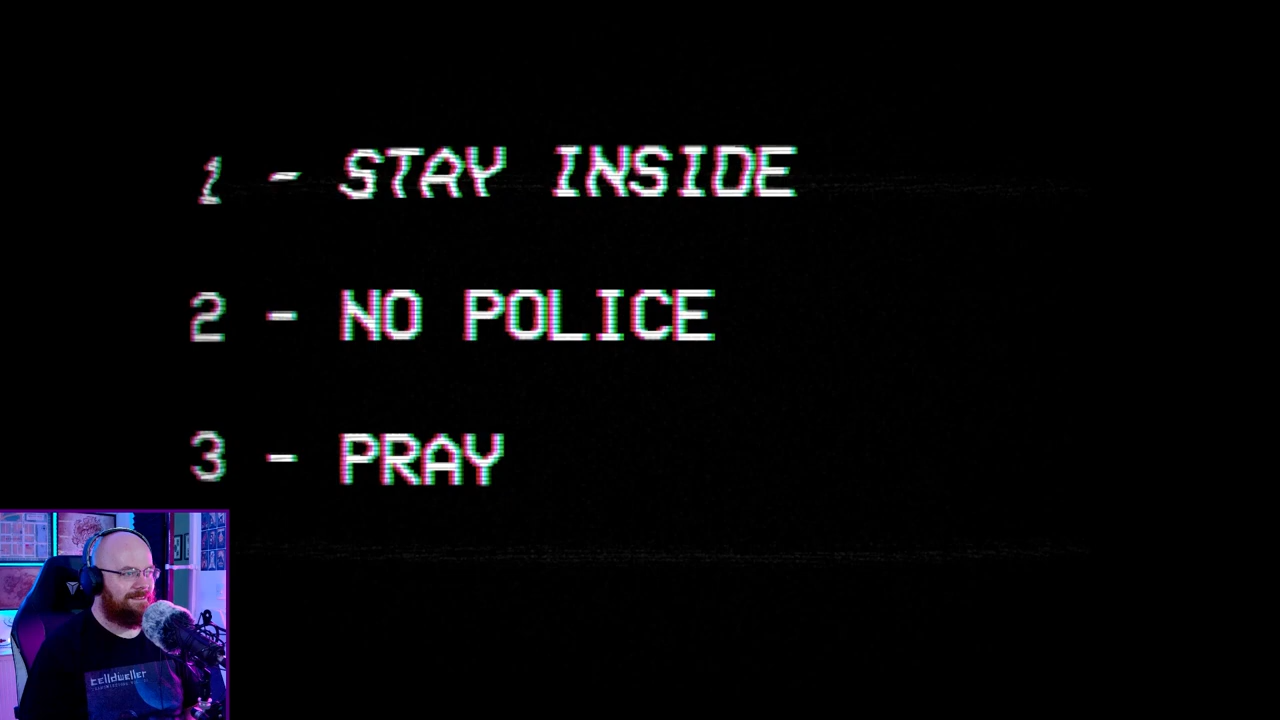 1 - STAY INSIDE
2 - NO POLICE
3 - PRAY
celldweller